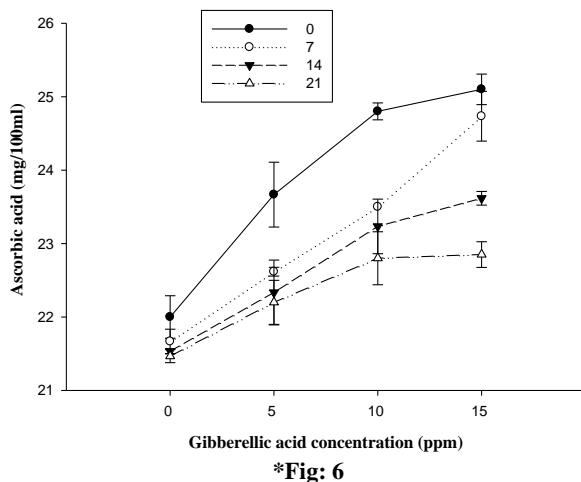 0
7
14
21
26
25
24
23
22
21
Ascorbic acid (mg/100ml)
0 5 10 15
Gibberellic acid concentration (ppm)
*Fig: 6